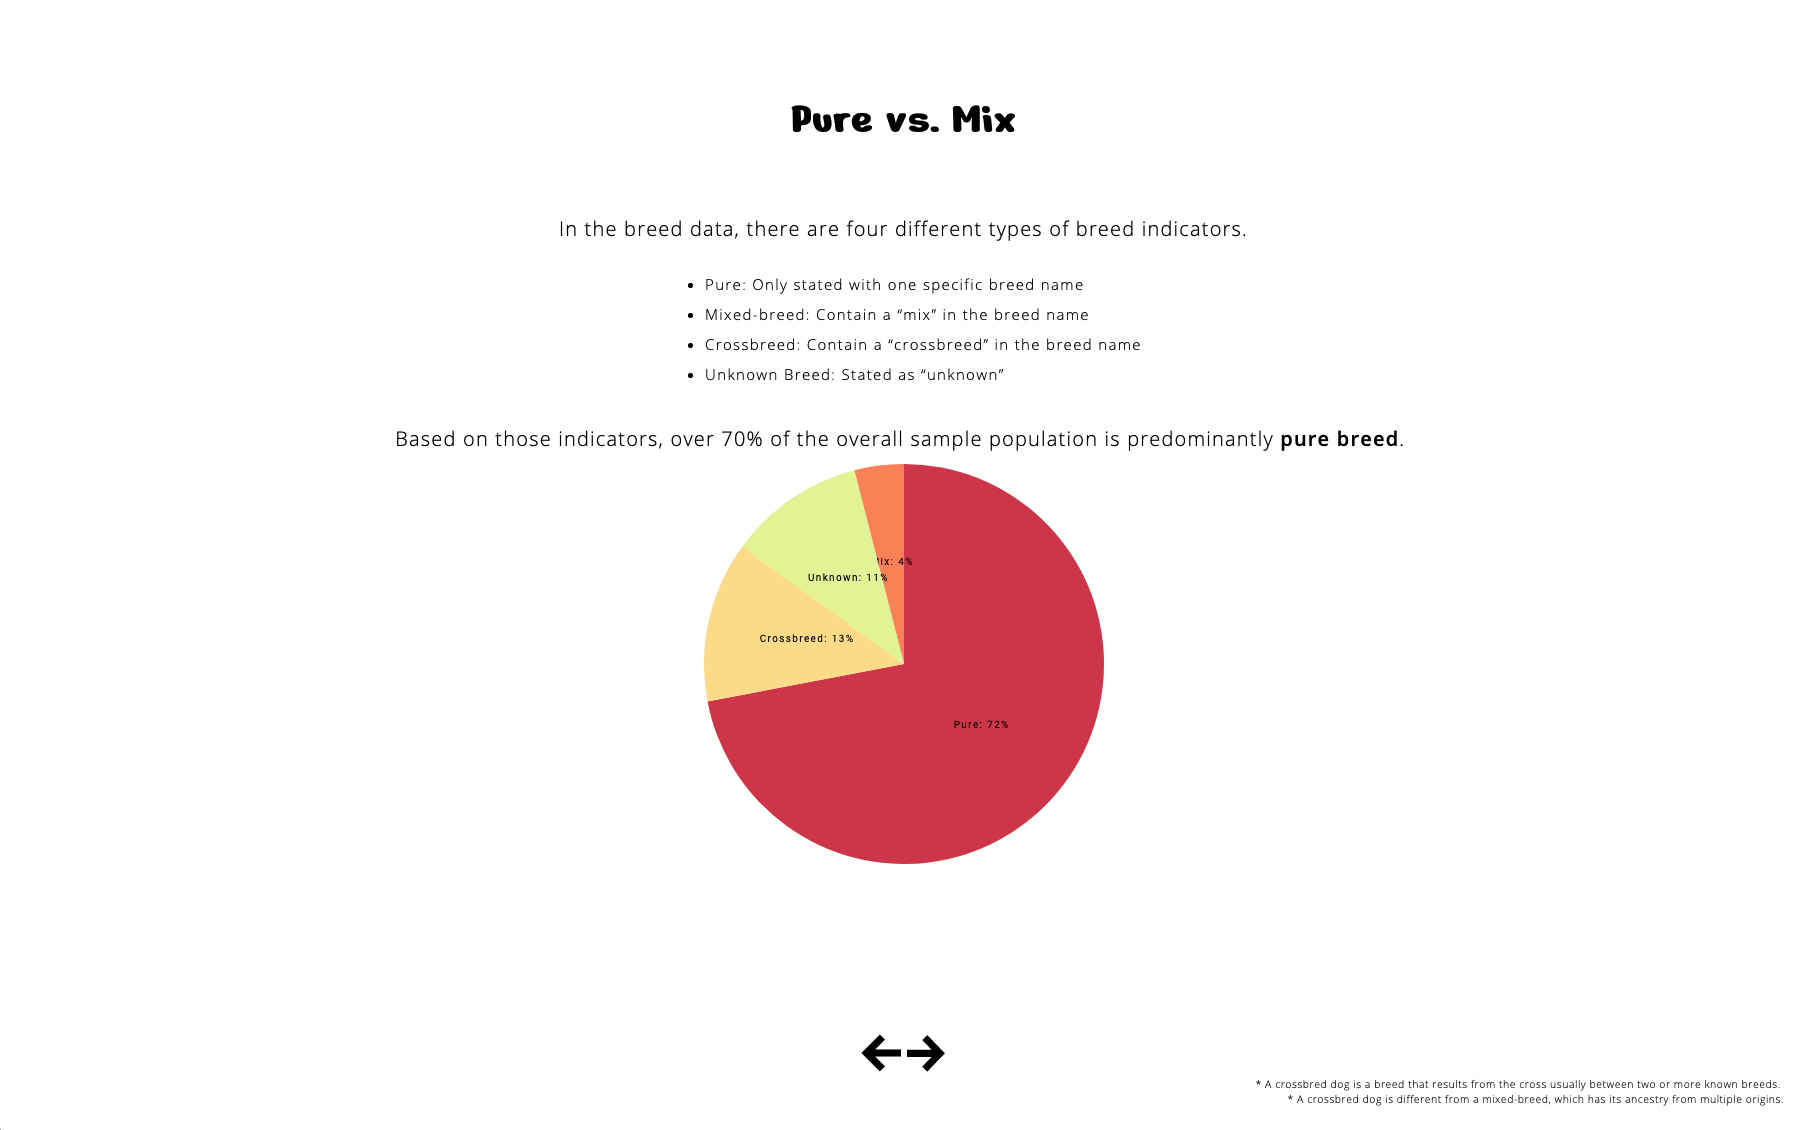 Pure vs. Mix
In the breed data, there are four different types of breed indicators.
• Pure: Only stated with one specific breed name
• Mixed-breed: Contain a “mix” in the breed name
• Crossbreed: Contain a “crossbreed” in the breed name
• Unknown Breed: Stated as “unknown”
Based on those indicators, over 70% of the overall sample population is predominantly pure breed.
ix: 4%
Unknown: 11%
Crossbreed: 13%
Pure: 72%
* A crossbred dog is a breed that results from the cross usually between two or more known breeds.
* A crossbred dog is different from a mixed-breed, which has its ancestry from multiple origins.